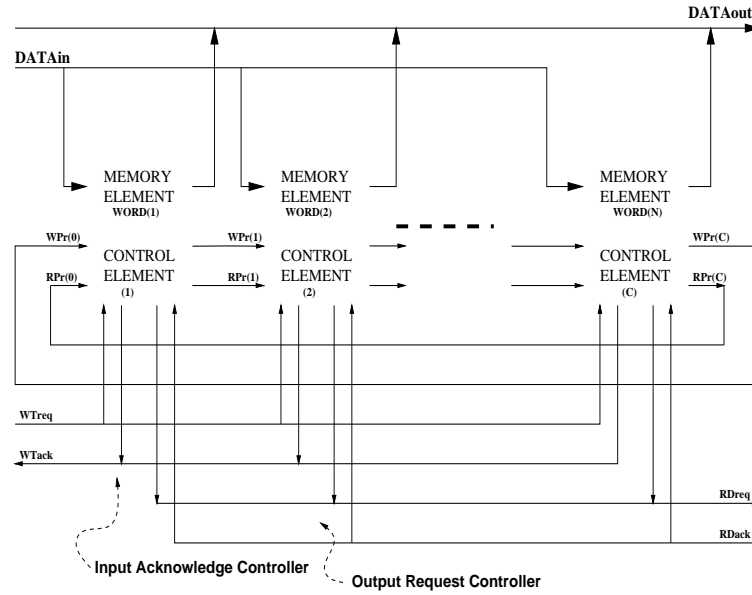 DATAout
DATAin
MEMORY MEMORY MEMORY
ELEMENT ELEMENT ELEMENT
WORD(1) WORD(2) WORD(N)
WPr(0) WPr(1) WPr(C)
CONTROL CONTROL CONTROL
RPr(0) ELEMENT RPr(1) ELEMENT ELEMENT RPr(C)
(1) (2) (C)
WTreq
WTack
RDreq
RDack
Input Acknowledge Controller
Output Request Controller